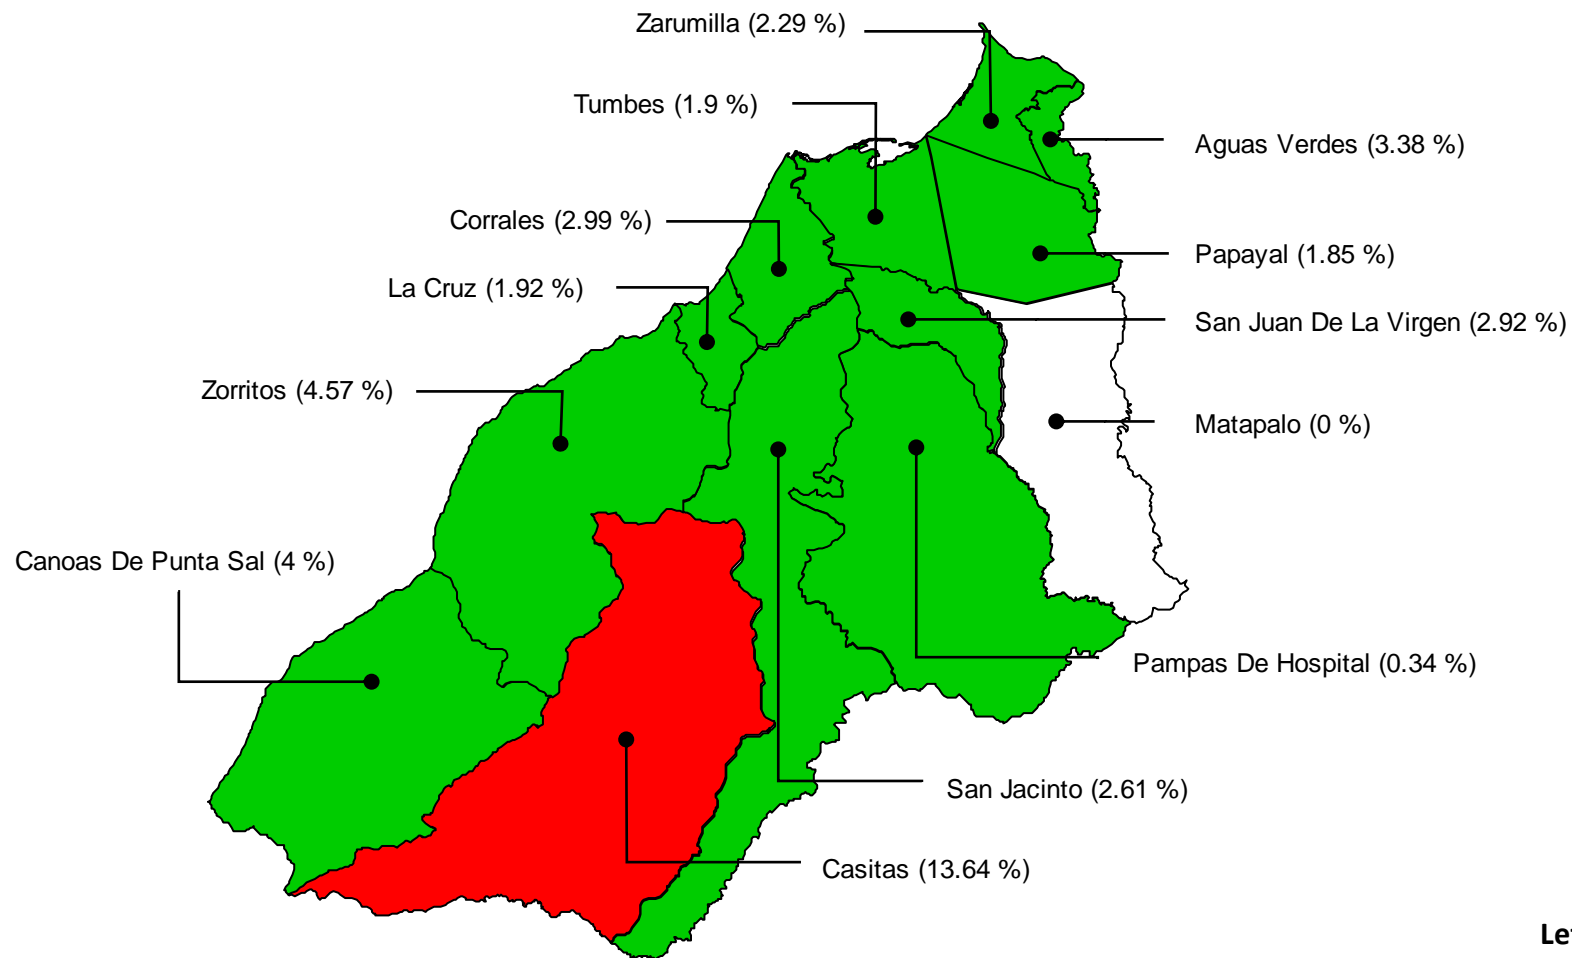 Zarumilla (2.29 %)
Tumbes (1.9 %)
Aguas Verdes (3.38 %)
Corrales (2.99 %)
Papayal (1.85 %)
La Cruz (1.92 %)
San Juan De La Virgen (2.92 %)
Zorritos (4.57 %)
Matapalo (0 %)
Canoas De Punta Sal (4 %)
Pampas De Hospital (0.34 %)
San Jacinto (2.61 %)
Casitas (13.64 %)